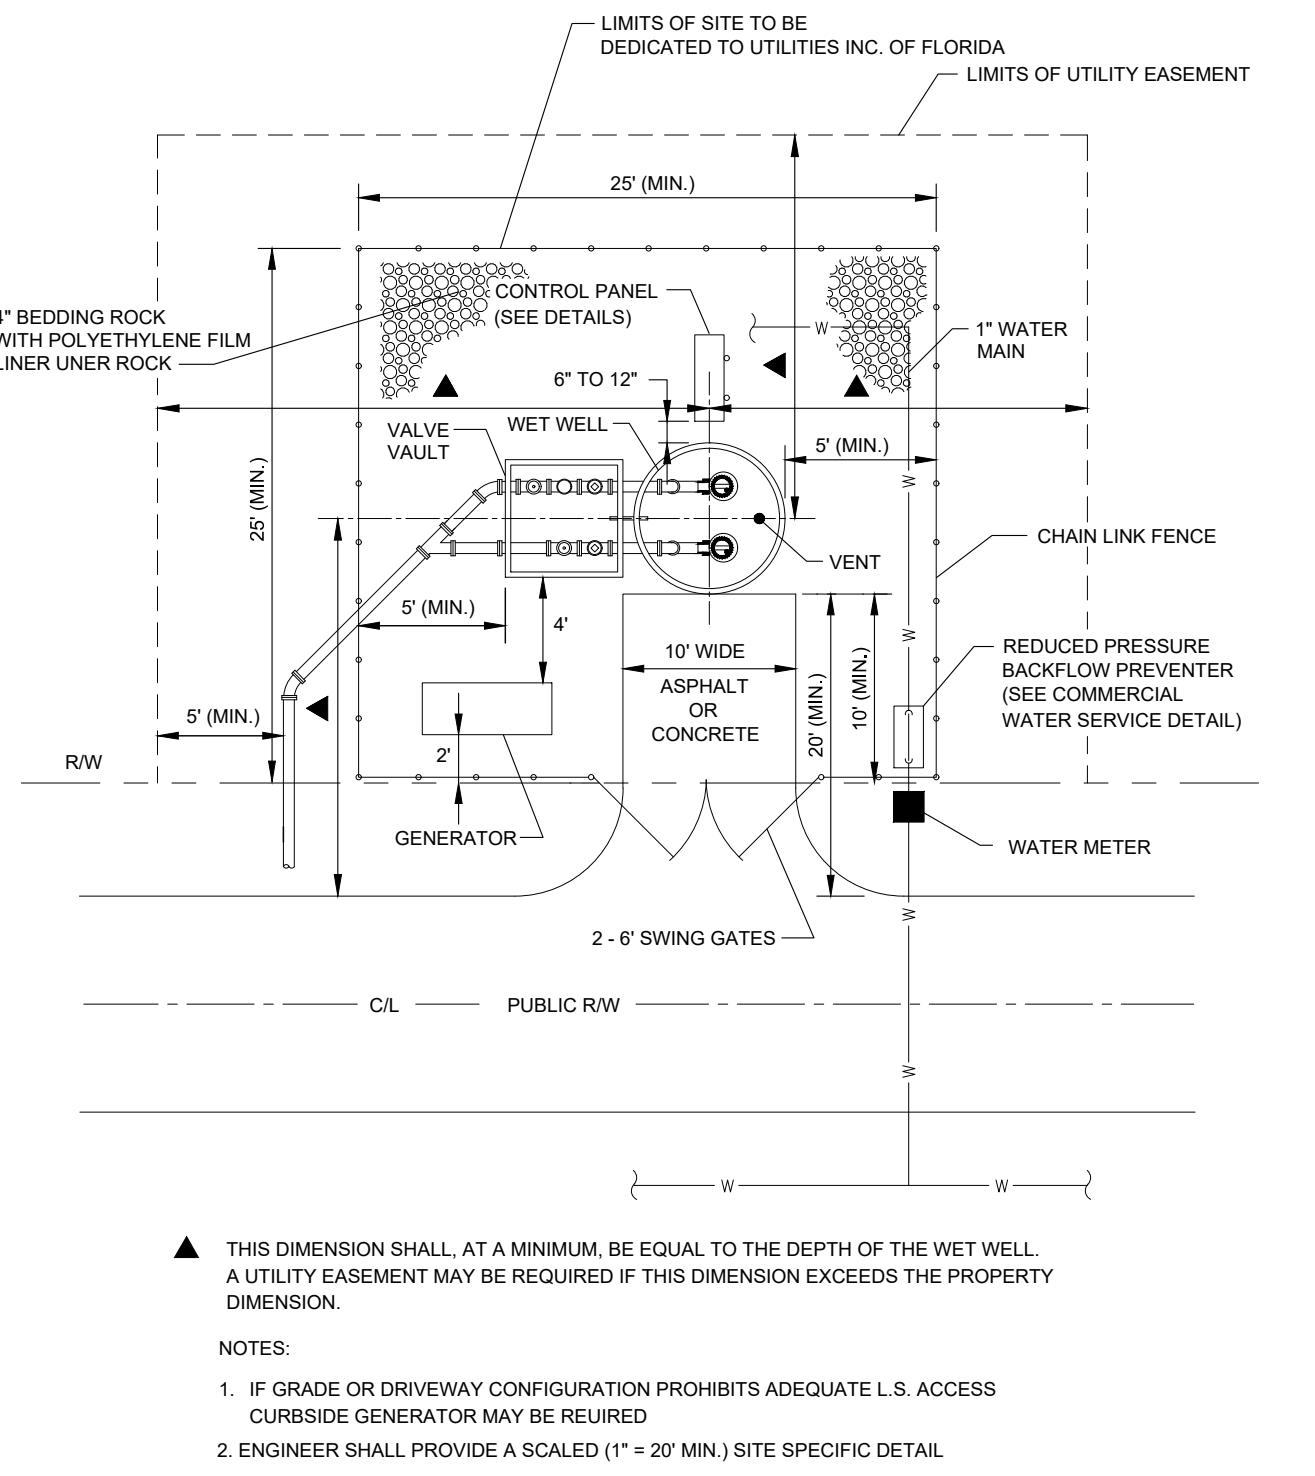 LIMITS OF SITE TO BE
DEDICATED TO UTILITIES INC. OF FLORIDA
LIMITS OF UTILITY EASEMENT
25' (MIN.)
CONTROL PANEL
(SEE DETAILS)
4" BEDDING ROCK
WITH POLYETHYLENE FILM
LINER UNER ROCK
W
1" WATER
MAIN
6" TO 12"
VALVE
VAULT
WET WELL
5' (MIN.)
25' (MIN.)
W
CHAIN LINK FENCE
VENT
5' (MIN.)
4'
W
10' WIDE
ASPHALT
OR
CONCRETE
20' (MIN.)
10' (MIN.)
REDUCED PRESSURE
BACKFLOW PREVENTER
(SEE COMMERCIAL
WATER SERVICE DETAIL)
5' (MIN.)
2'
R/W
GENERATOR
WATER METER
2 - 6' SWING GATES
W
C/L
PUBLIC R/W
W
W
W
THIS DIMENSION SHALL, AT A MINIMUM, BE EQUAL TO THE DEPTH OF THE WET WELL.
A UTILITY EASEMENT MAY BE REQUIRED IF THIS DIMENSION EXCEEDS THE PROPERTY
DIMENSION.
NOTES:
1. IF GRADE OR DRIVEWAY CONFIGURATION PROHIBITS ADEQUATE L.S. ACCESS
CURBSIDE GENERATOR MAY BE REUIRED
2. ENGINEER SHALL PROVIDE A SCALED (1" = 20' MIN.) SITE SPECIFIC DETAIL